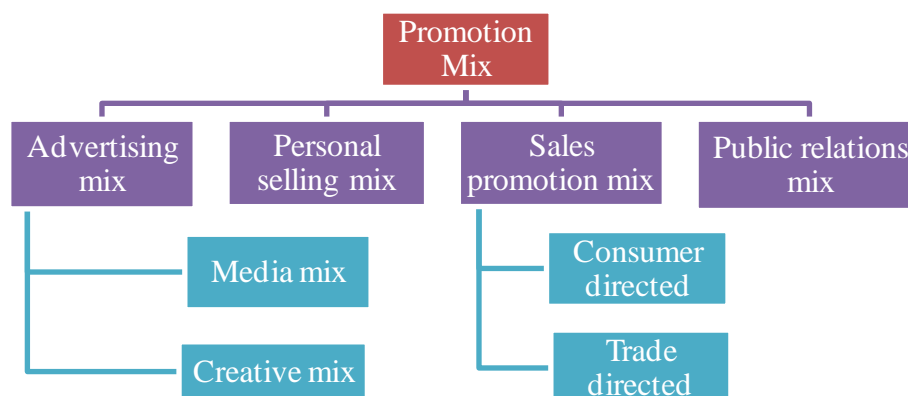 Promotion
Mix
Advertising
mix
Personal
selling mix
Sales
promotion mix
Public relations
mix
Media mix
Creative mix
Consumer
directed
Trade
directed